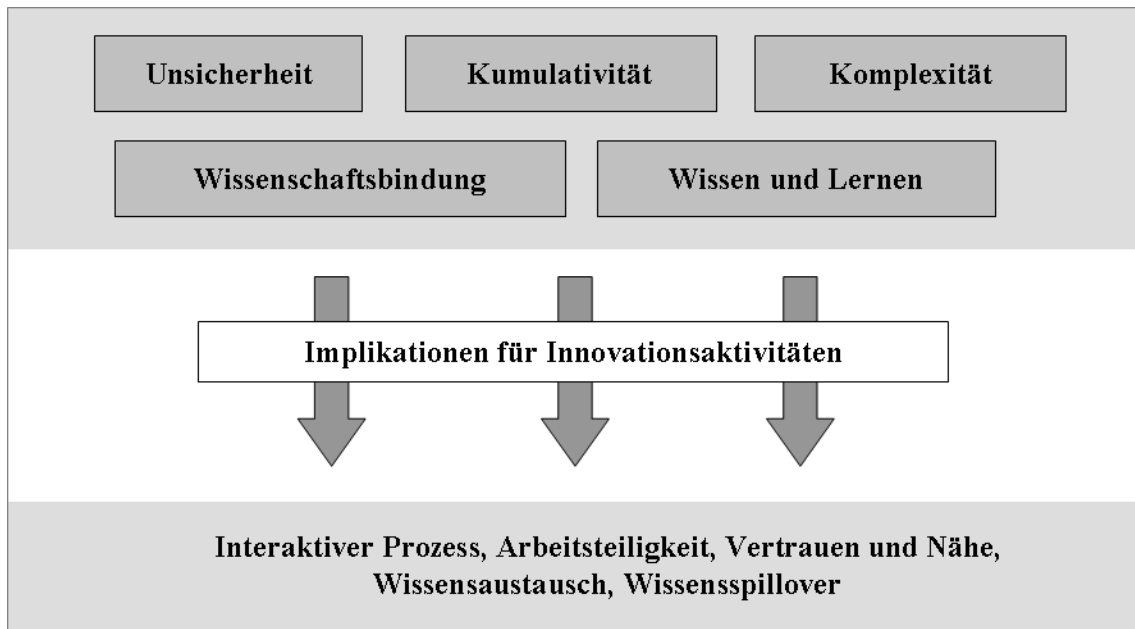 Unsicherheit
Kumulativität
Komplexität
Wissenschaftsbindung
Wissen und Lernen
Implikationen für Innovationsaktivitäten
Interaktiver Prozess, Arbeitsteiligkeit, Vertrauen und Nähe,
Wissensaustausch, Wissensspillover